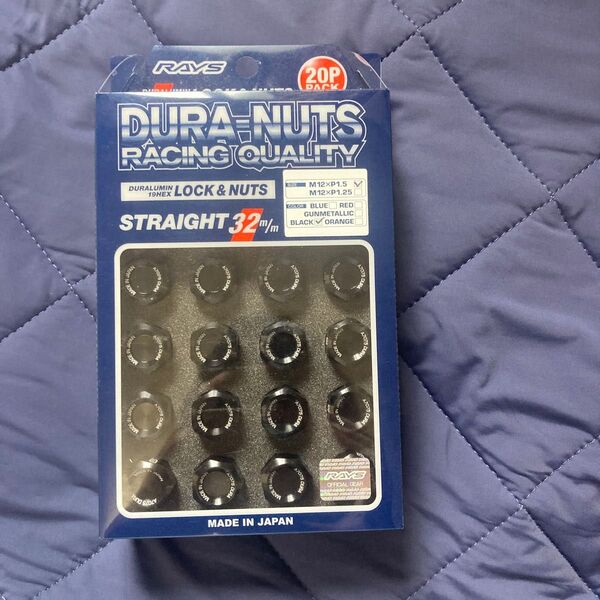 RAYS
20P
PACK
DURA-NUTS
RACING QUALITY
DURALUMIN
19HEX LOCK & NUTS
STRAIGHT 32m/m
SIZE M12×P1.5 ✓
M12×P1.25
COLOR BLUE RED
GUNMETALLIC
BLACK ✓ ORANGE
RAYS
OFFICIAL GEAR
MADE IN JAPAN